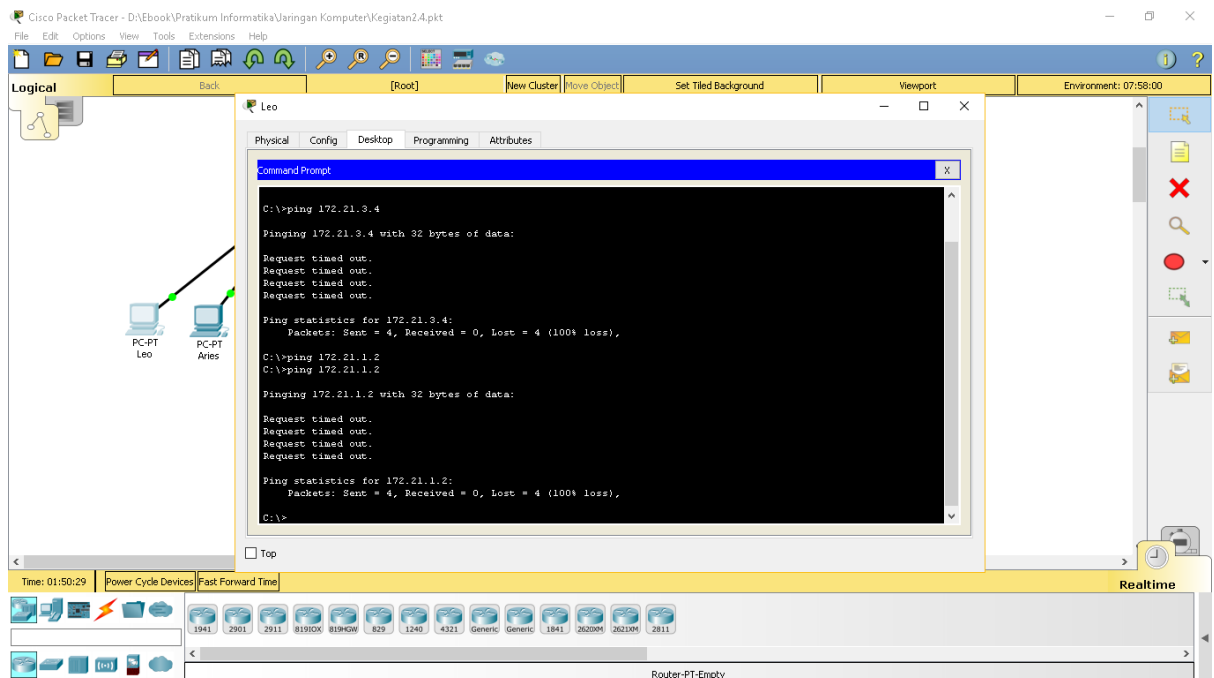 Cisco Packet Tracer - D:\Ebook\Pratikum Informatika\Jaringan Komputer\Kegiatan2.4.pkt
File Edit Options View Tools Extensions Help
Logical Back [Root] New Cluster Move Object Set Tiled Background Viewport Environment: 07:58:00
Leo
Physical Config Desktop Programming Attributes
Command Prompt X
C:\>ping 172.21.3.4
Pinging 172.21.3.4 with 32 bytes of data:
Request timed out.
Request timed out.
Request timed out.
Request timed out.
Ping statistics for 172.21.3.4:
Packets: Sent = 4, Received = 0, Lost = 4 (100% loss),
C:\>ping 172.21.1.2
C:\>ping 172.21.1.2
Pinging 172.21.1.2 with 32 bytes of data:
Request timed out.
Request timed out.
Request timed out.
Request timed out.
Ping statistics for 172.21.1.2:
Packets: Sent = 4, Received = 0, Lost = 4 (100% loss),
C:\>
PC-PT
Leo
PC-PT
Aries
Top
Time: 01:50:29 Power Cycle Devices Fast Forward Time Realtime
1941 2901 2911 819IOX 819HGW 829 1240 4321 Generic Generic 1841 2620XM 2621XM 2811
Router-PT-Empty